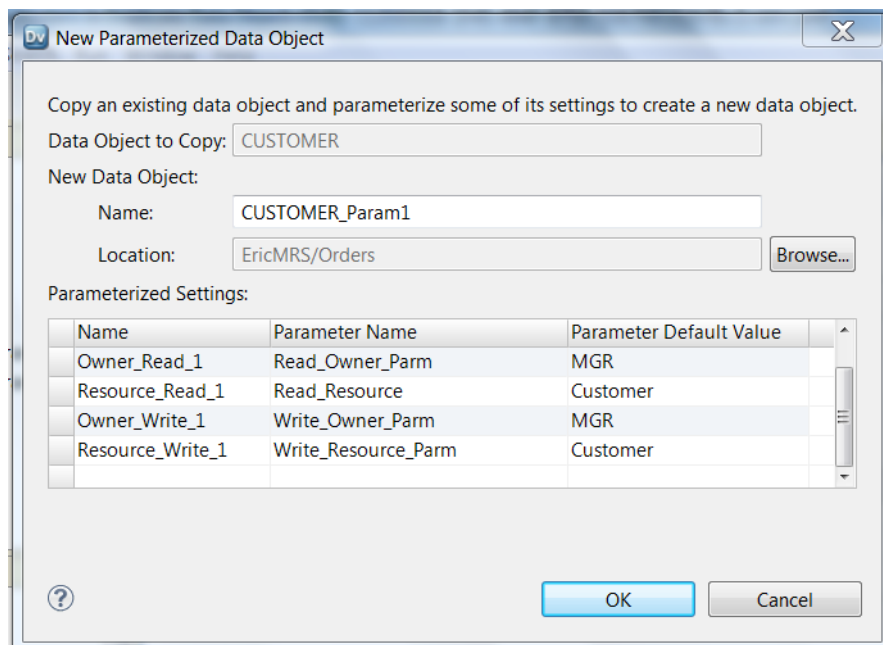 Dv New Parameterized Data Object
Copy an existing data object and parameterize some of its settings to create a new data object.
Data Object to Copy: CUSTOMER
New Data Object:
Name: CUSTOMER_Param1
Location: EricMRS/Orders Browse...
Parameterized Settings:
Name Parameter Name Parameter Default Value
Owner_Read_1 Read_Owner_Parm MGR
Resource_Read_1 Read_Resource Customer
Owner_Write_1 Write_Owner_Parm MGR
Resource_Write_1 Write_Resource_Parm Customer
? OK Cancel